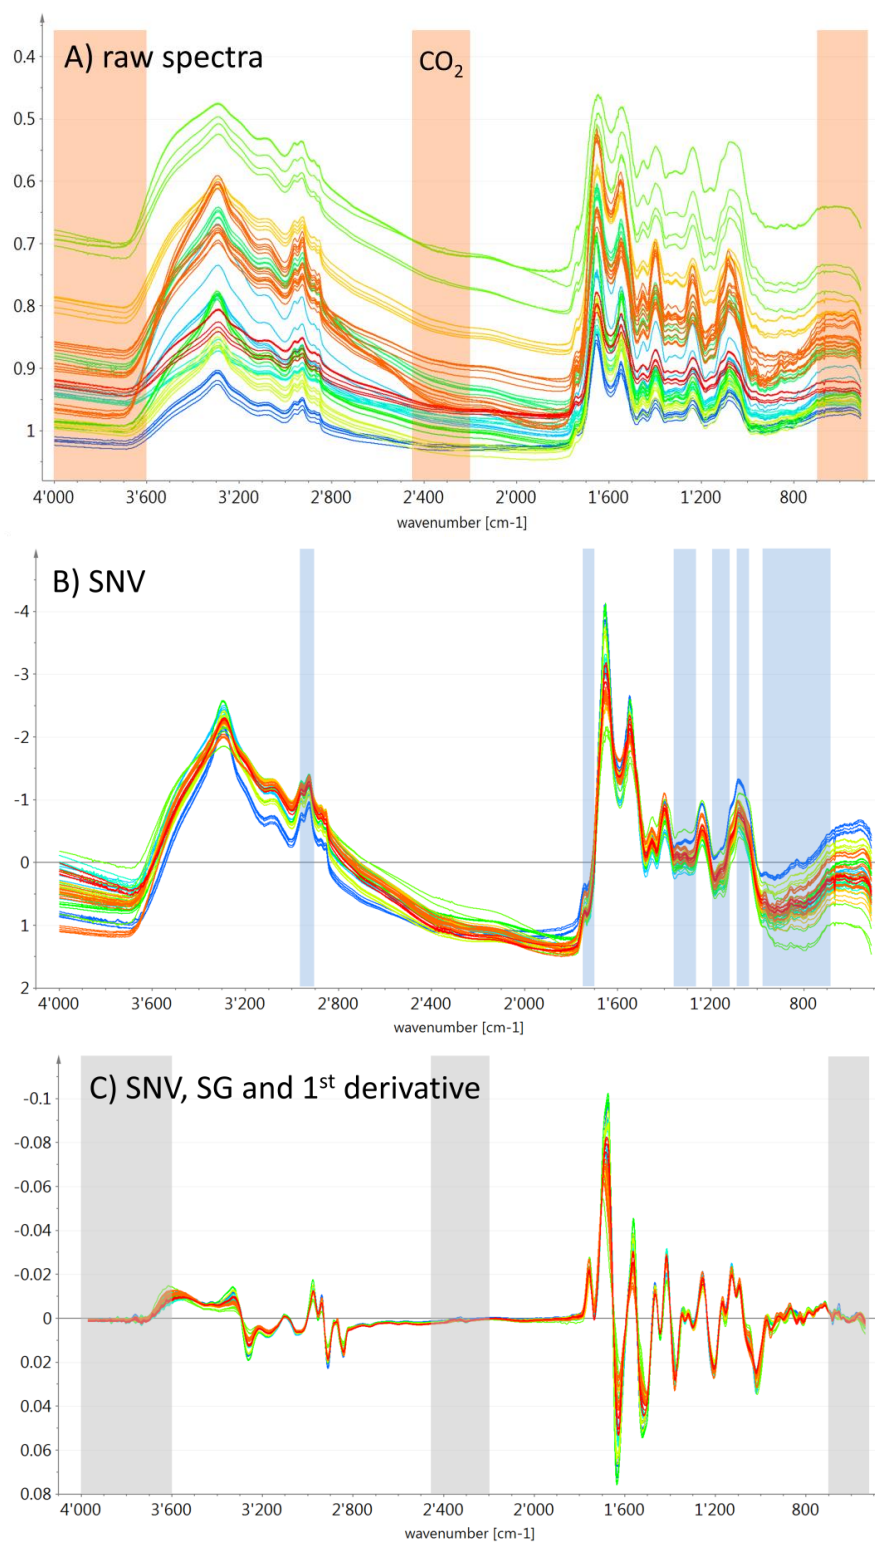 A) raw spectra
CO₂
0.4
0.5
0.6
0.7
0.8
0.9
1
4'000 3'600 3'200 2'800 2'400 2'000 1'600 1'200 800
wavenumber [cm-1]
B) SNV
-4
-3
-2
-1
0
1
2
4'000 3'600 3'200 2'800 2'400 2'000 1'600 1'200 800
wavenumber [cm-1]
C) SNV, SG and 1ˢᵗ derivative
-0.1
-0.08
-0.06
-0.04
-0.02
0
0.02
0.04
0.06
0.08
4'000 3'600 3'200 2'800 2'400 2'000 1'600 1'200 800
wavenumber [cm-1]